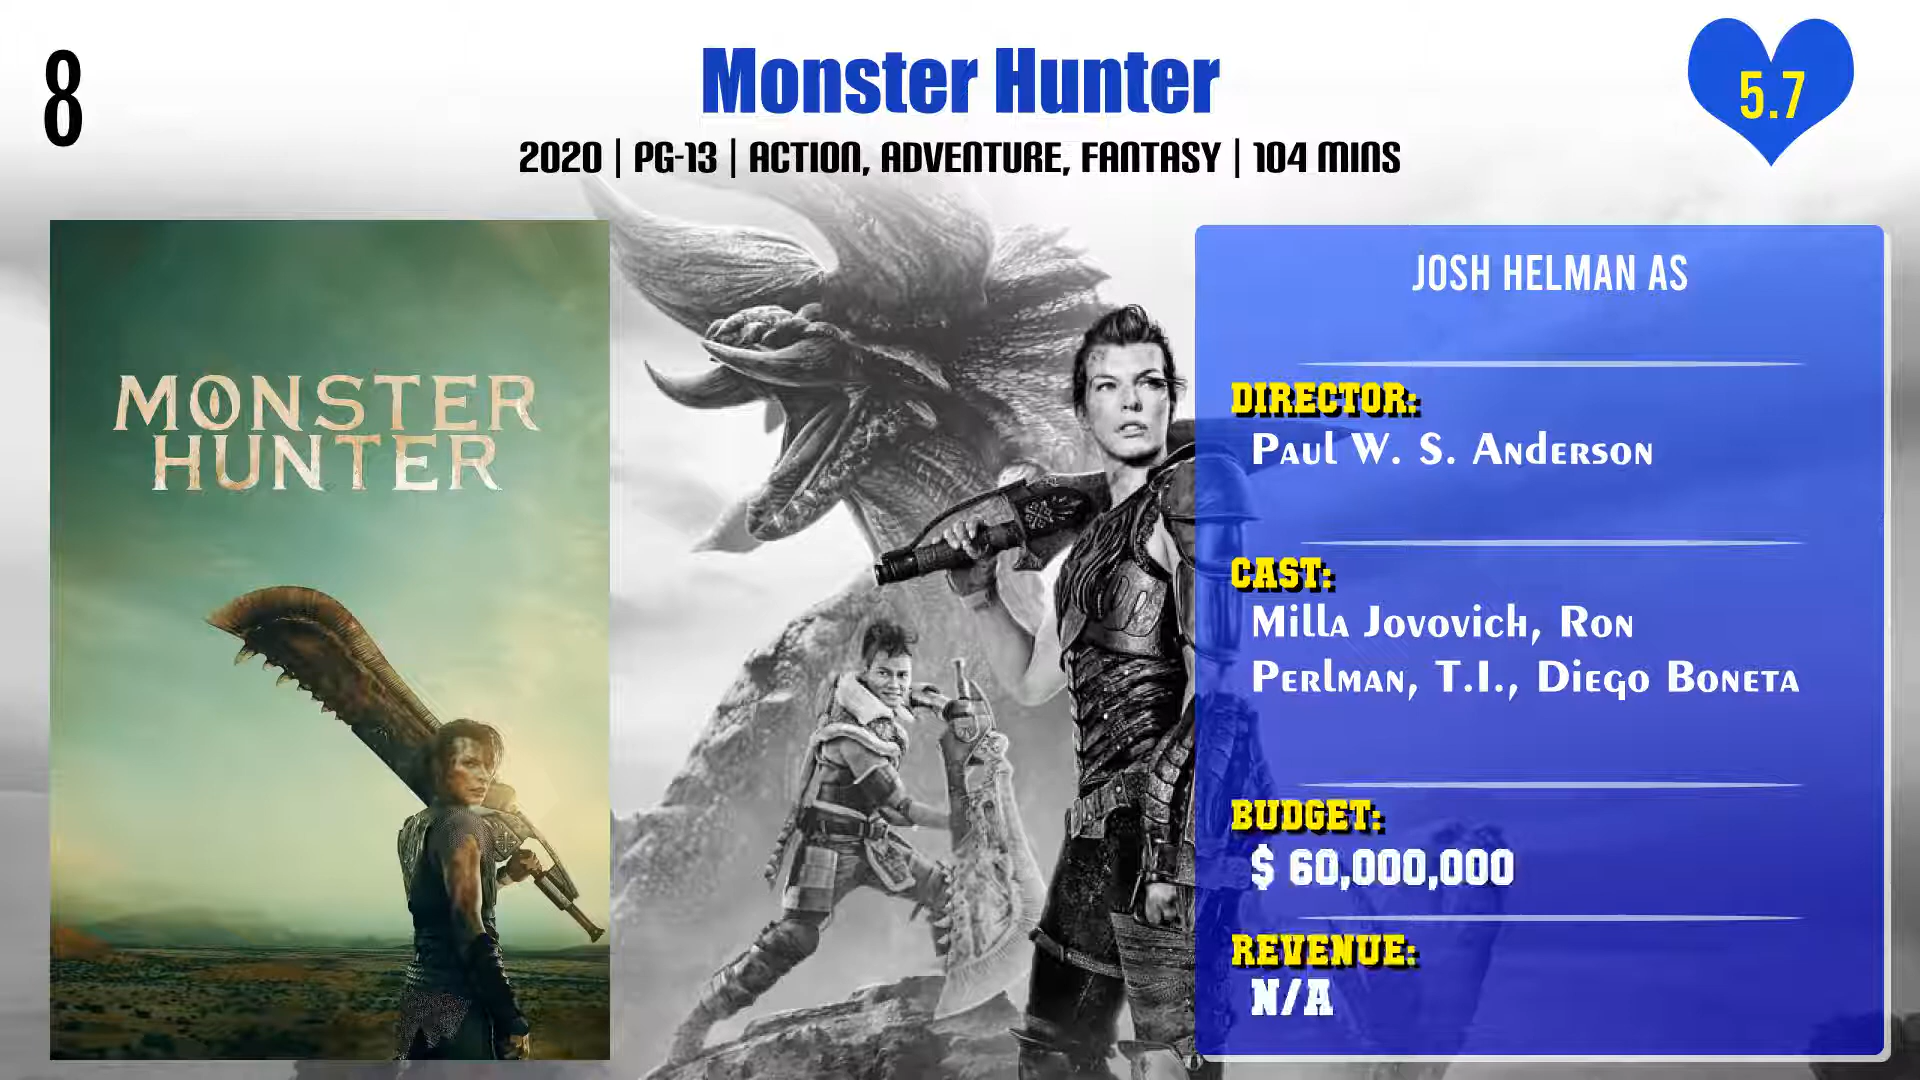 8
Monster Hunter
5.7
2020 | PG-13 | ACTION, ADVENTURE, FANTASY | 104 MINS
MONSTER
HUNTER
JOSH HELMAN AS
DIRECTOR:
Paul W. S. Anderson
CAST:
Milla Jovovich, Ron
Perlman, T.I., Diego Boneta
BUDGET:
$ 60,000,000
REVENUE:
N/A